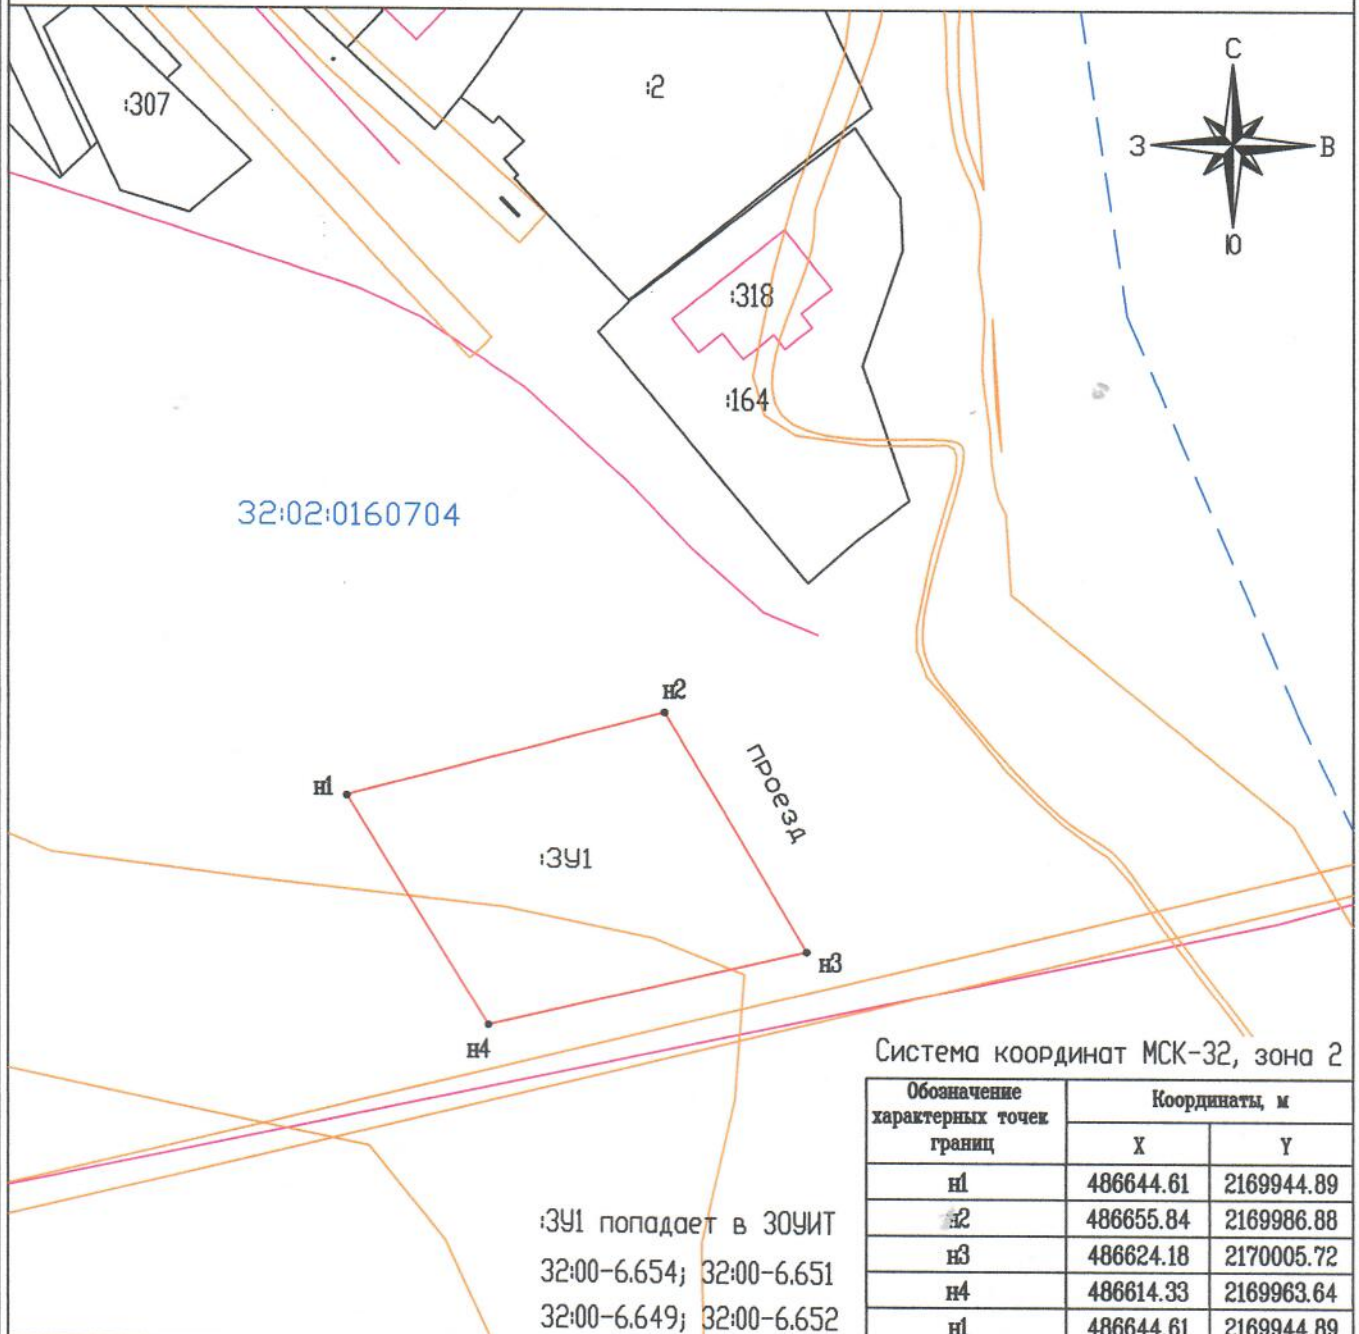 С
З
В
Ю
:307
:2
:318
:164
32:02:0160704
н2
н1
проезд
:ЗУ1
н3
н4
Система координат МСК-32, зона 2
Обозначение
характерных точек
границ
Координаты, м
X Y
н1 486644.61 2169944.89
н2 486655.84 2169986.88
н3 486624.18 2170005.72
н4 486614.33 2169963.64
н1 486644.61 2169944.89
:ЗУ1 попадает в ЗОУИТ
32:00-6.654; 32:00-6.651
32:00-6.649; 32:00-6.652